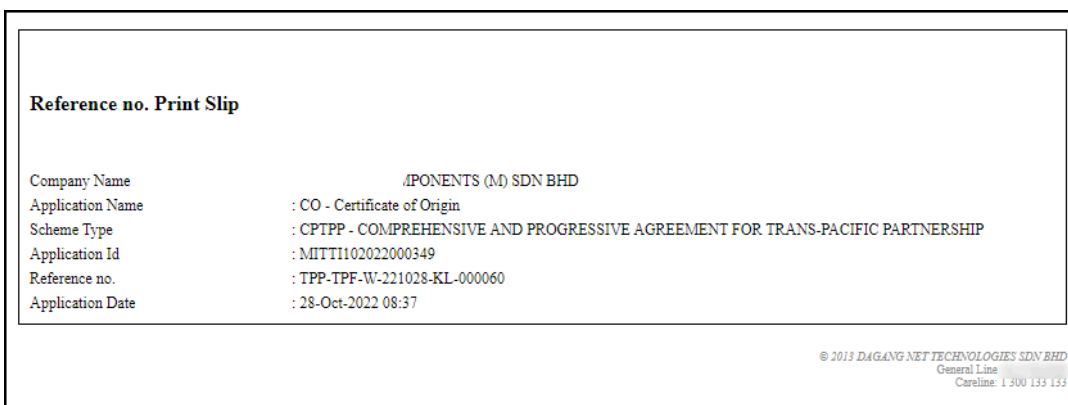 Reference no. Print Slip
Company Name (M) SDN BHD
Application Name : CO - Certificate of Origin
Scheme Type : CPTPP - COMPREHENSIVE AND PROGRESSIVE AGREEMENT FOR TRANS-PACIFIC PARTNERSHIP
Application Id : MITTI102022000349
Reference no. : TPP-TPF-W-221028-KL-000060
Application Date : 28-Oct-2022 08:37
© 2013 DAGANG NET TECHNOLOGIES SDN BHD
General Line
Careline: 1 300 133 133